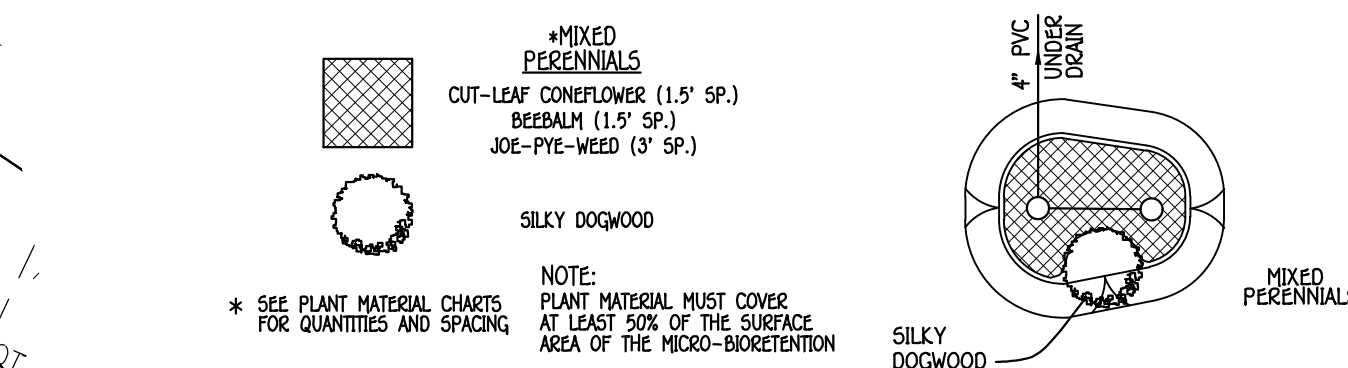 *MIXED
PERENNIALS
CUT-LEAF CONEFLOWER (1.5' SP.)
BEEBALM (1.5' SP.)
JOE-PYE-WEED (3' SP.)
SILKY DOGWOOD
* SEE PLANT MATERIAL CHARTS
FOR QUANTITIES AND SPACING
NOTE:
PLANT MATERIAL MUST COVER
AT LEAST 50% OF THE SURFACE
AREA OF THE MICRO-BIORETENTION
4" PVC
UNDER
DRAIN
SILKY
DOGWOOD
MIXED
PERENNIALS